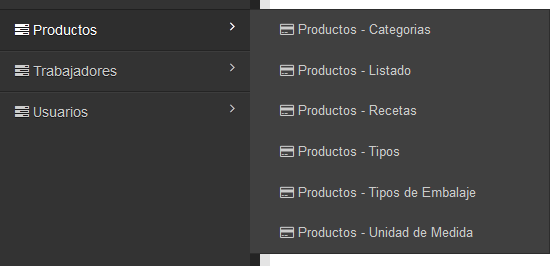 Productos
Trabajadores
Usuarios
Productos - Categorias
Productos - Listado
Productos - Recetas
Productos - Tipos
Productos - Tipos de Embalaje
Productos - Unidad de Medida